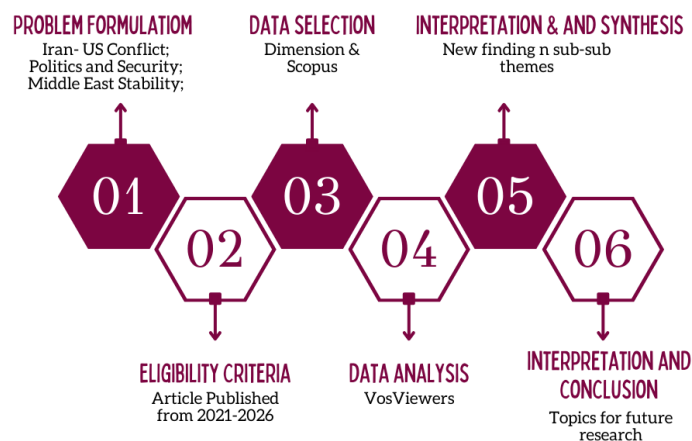 PROBLEM FORMULATIOM
Iran- US Conflict;
Politics and Security;
Middle East Stability;
DATA SELECTION
Dimension &
Scopus
INTERPRETATION & AND SYNTHESIS
New finding n sub-sub
themes
01
02
03
04
05
06
ELIGIBILITY CRITERIA
Article Published
from 2021-2026
DATA ANALYSIS
VosViewers
INTERPRETATION AND
CONCLUSION
Topics for future
research